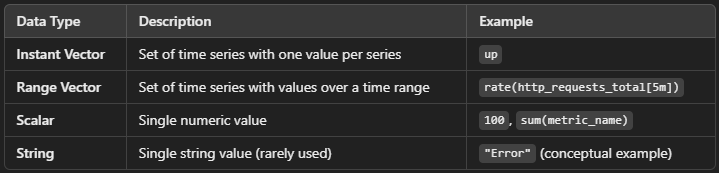 Data Type Description Example
Instant Vector Set of time series with one value per series up
Range Vector Set of time series with values over a time range rate(http_requests_total[5m])
Scalar Single numeric value 100, sum(metric_name)
String Single string value (rarely used) "Error" (conceptual example)